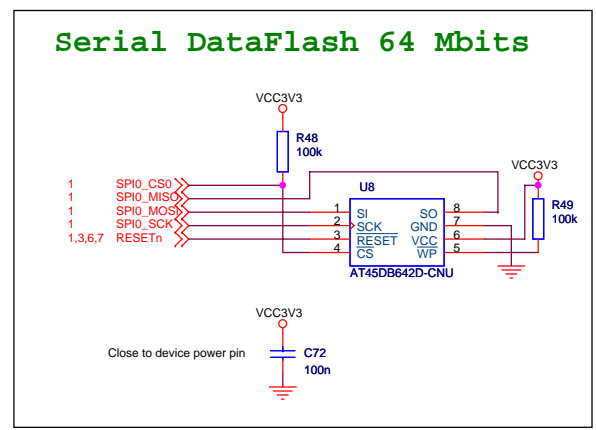 Serial DataFlash 64 Mbits
VCC3V3
R48
100k
VCC3V3
1 SPI0_CS0
1 SPI0_MISO
1 SPI0_MOSI
1 SPI0_SCK
1,3,6,7 RESETn
U8
R49
100k
1 SI SO 8
2 SCK GND 7
3 RESET VCC 6
4 CS WP 5
AT45DB642D-CNU
VCC3V3
Close to device power pin
C72
100n